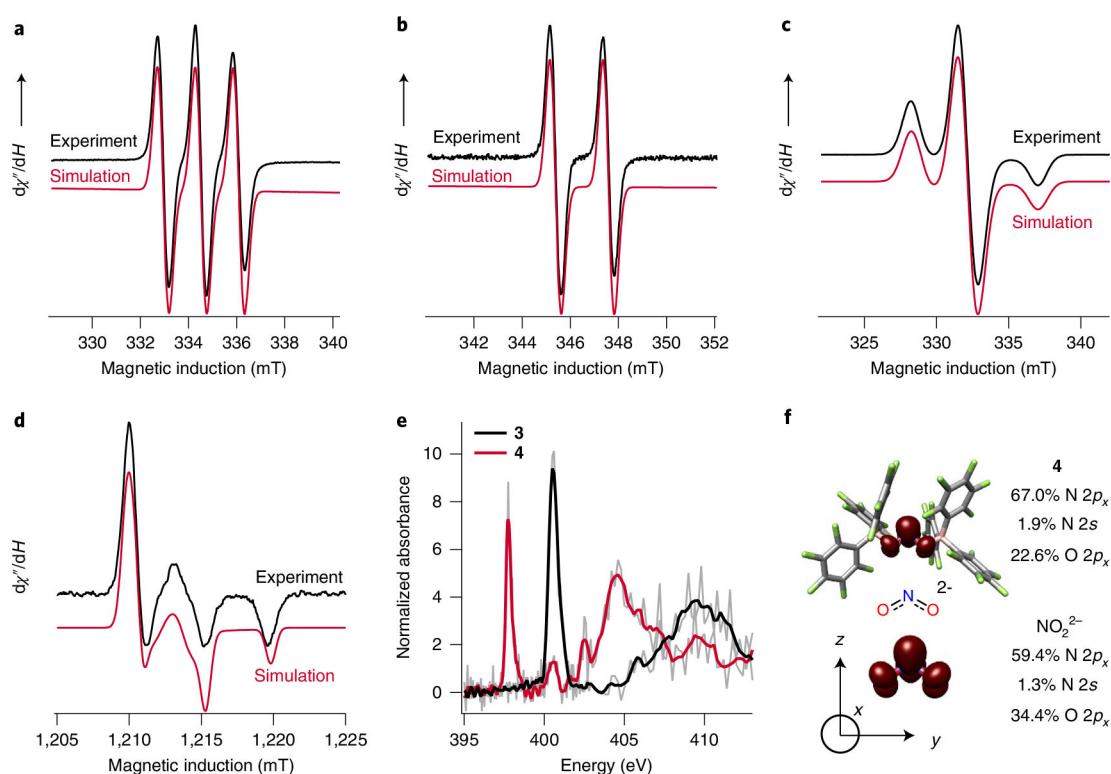 a
dχ″/dH
Experiment
Simulation
330 332 334 336 338 340
Magnetic induction (mT)
b
dχ″/dH
Experiment
Simulation
342 344 346 348 350 352
Magnetic induction (mT)
c
dχ″/dH
Experiment
Simulation
325 330 335 340
Magnetic induction (mT)
d
dχ″/dH
Experiment
Simulation
1,205 1,210 1,215 1,220 1,225
Magnetic induction (mT)
e
3
4
Normalized absorbance
10
8
6
4
2
0
395 400 405 410
Energy (eV)
f
4
67.0% N 2pₓ
1.9% N 2s
22.6% O 2pₓ
2-
N
O O
NO₂²⁻
59.4% N 2pₓ
1.3% N 2s
34.4% O 2pₓ
z
x
y